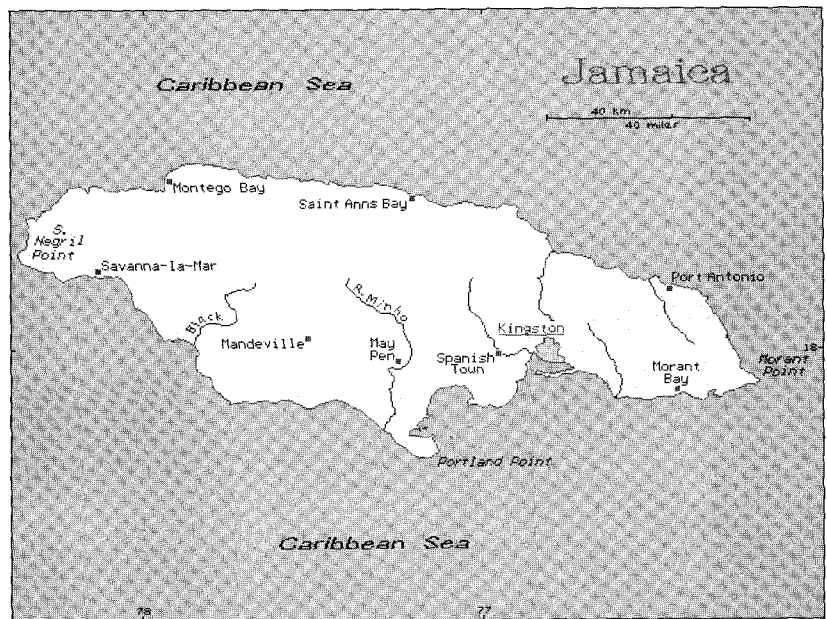 Jamaica
Caribbean Sea
40 km
40 miles
Montego Bay
Saint Anns Bay
S.
Negril
Point
Savanna-la-Mar
Port Antonio
Black
R. Minho
Kingston
Mandeville
May
Pen
Spanish
Town
18
Morant
Point
Morant
Bay
Portland Point
Caribbean Sea
78
77